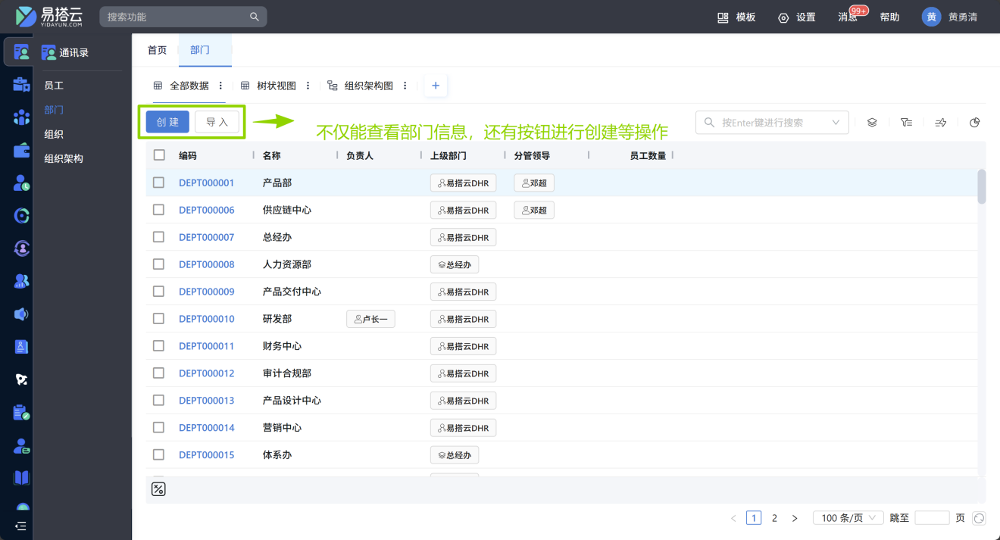 易搭云
YIDAYUN.COM
搜索功能
模板
设置
消息
99+
帮助
黄
黄勇清
通讯录
员工
部门
组织
组织架构
首页
部门
全部数据
树状视图
组织架构图
创 建
导 入
不仅能查看部门信息，还有按钮进行创建等操作
按Enter键进行搜索
编码 名称 负责人 上级部门 分管领导 员工数量
DEPT000001 产品部 易搭云DHR 邓超
DEPT000006 供应链中心 易搭云DHR 邓超
DEPT000007 总经办 易搭云DHR
DEPT000008 人力资源部 总经办
DEPT000009 产品交付中心 易搭云DHR
DEPT000010 研发部 卢长一 易搭云DHR
DEPT000011 财务中心 易搭云DHR
DEPT000012 审计合规部 易搭云DHR
DEPT000013 产品设计中心 易搭云DHR
DEPT000014 营销中心 易搭云DHR
DEPT000015 体系办 总经办
1 2 100 条/页 跳至 页